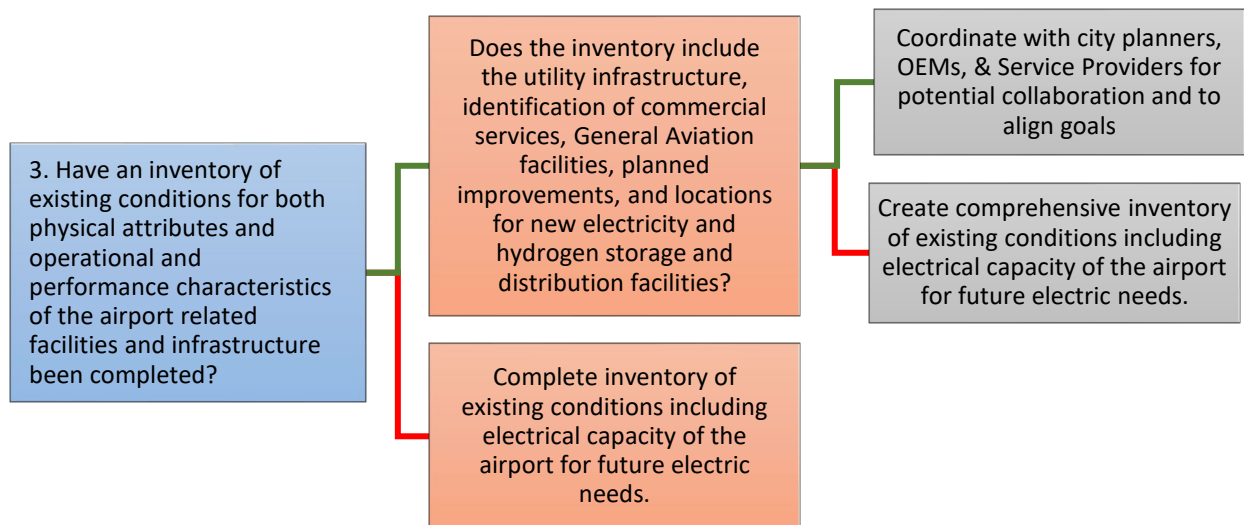 3. Have an inventory of
existing conditions for both
physical attributes and
operational and
performance characteristics
of the airport related
facilities and infrastructure
been completed?
Does the inventory include
the utility infrastructure,
identification of commercial
services, General Aviation
facilities, planned
improvements, and locations
for new electricity and
hydrogen storage and
distribution facilities?
Complete inventory of
existing conditions including
electrical capacity of the
airport for future electric
needs.
Coordinate with city planners,
OEMs, & Service Providers for
potential collaboration and to
align goals
Create comprehensive inventory
of existing conditions including
electrical capacity of the airport
for future electric needs.